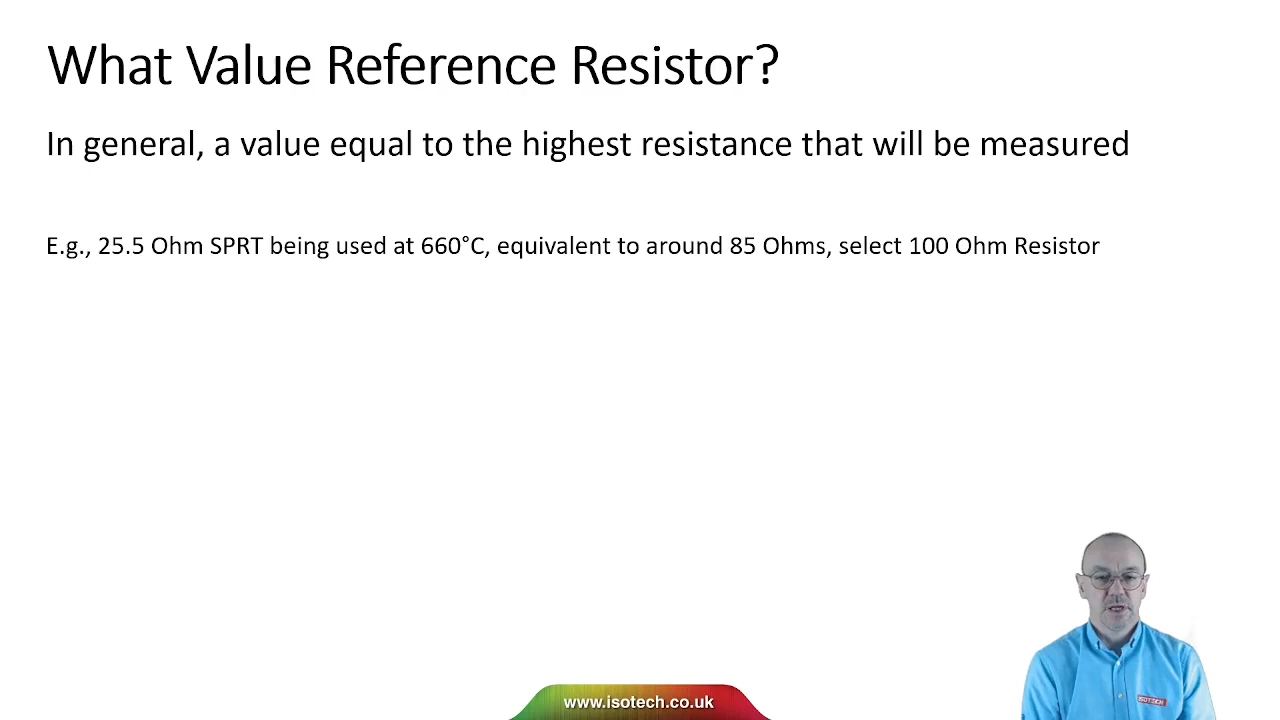 What Value Reference Resistor?
In general, a value equal to the highest resistance that will be measured
E.g., 25.5 Ohm SPRT being used at 660°C, equivalent to around 85 Ohms, select 100 Ohm Resistor
ISOTECH
www.isotech.co.uk